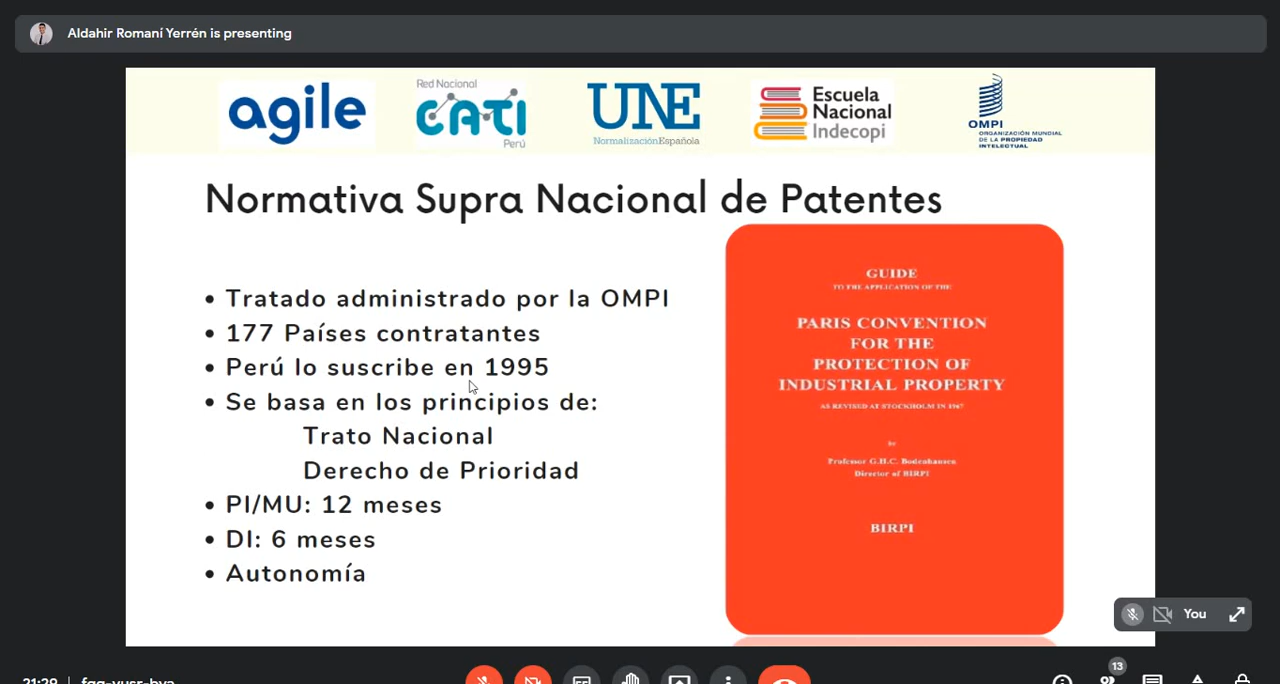 Aldahir Romaní Yerrén is presenting
agile
Red Nacional
CATI
Perú
UNE
NormalizaciónEspañola
Escuela
Nacional
Indecopi
OMPI
ORGANIZACIÓN MUNDIAL
DE LA PROPIEDAD
INTELECTUAL
Normativa Supra Nacional de Patentes
• Tratado administrado por la OMPI
• 177 Países contratantes
• Perú lo suscribe en 1995
• Se basa en los principios de:
Trato Nacional
Derecho de Prioridad
• PI/MU: 12 meses
• DI: 6 meses
• Autonomía
GUIDE
TO THE APPLICATION OF THE
PARIS CONVENTION
FOR THE
PROTECTION OF
INDUSTRIAL PROPERTY
AS REVISED AT STOCKHOLM IN 1967
by
Professor G.H.C. Bodenhausen
Director of BIRPI
BIRPI
You
13